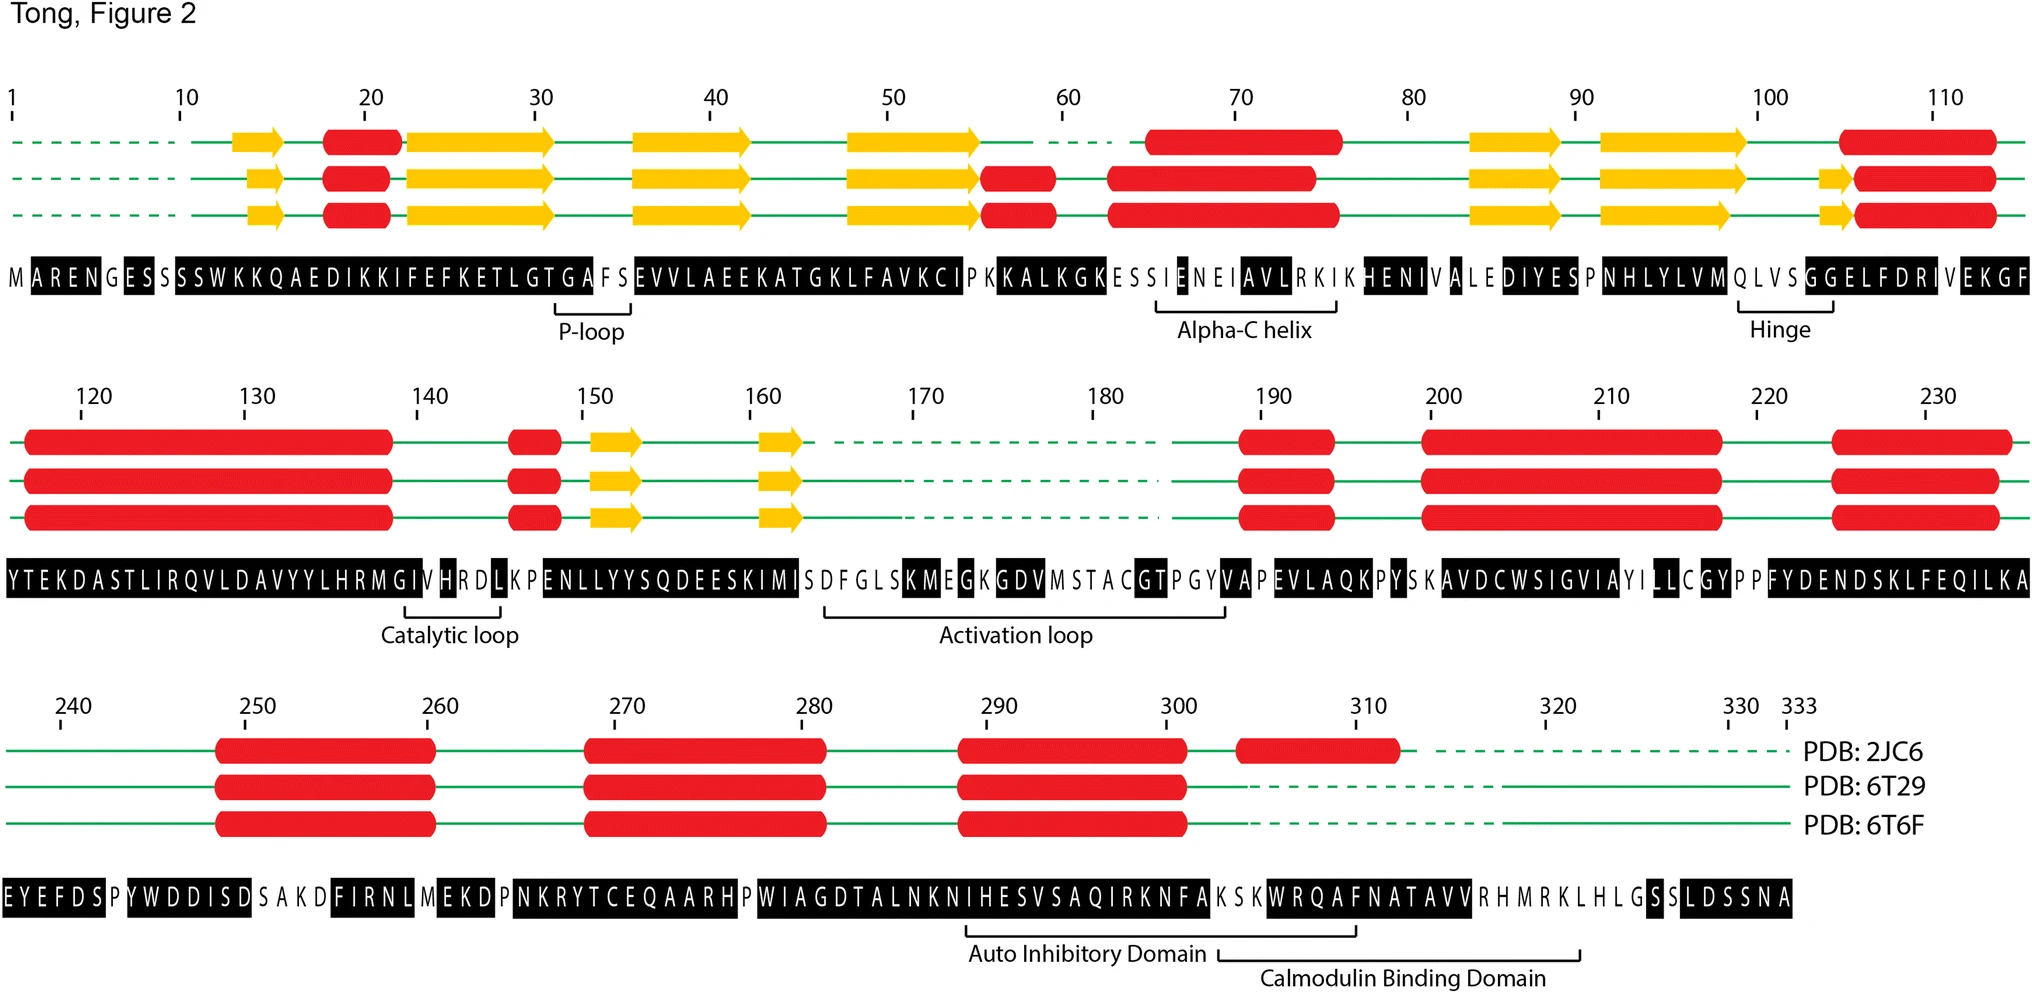 Tong, Figure 2
1 10 20 30 40 50 60 70 80 90 100 110
MARENGESSSSWKKQAEDIKKIFEFKETLGTGAFSEVVLAEEKATGKLFAVKCIPKKALKGKESSIENEIAVLRKIKHENIVALEDIYESPNHLYLVMQLVSGGELFDRIVEKGF
P-loop Alpha-C helix Hinge
120 130 140 150 160 170 180 190 200 210 220 230
YTEKDASTLIRQVLDAVYYLHRMGIVHRDLKPENLLYYSQDEESKIMISDFGLSKMEGKGDVMSTACGTPGYVAPEVLAQKPYSKAVDCWSIGVIAYILLCGYPPFYDENDSKLFEQILKA
Catalytic loop Activation loop
240 250 260 270 280 290 300 310 320 330 333
PDB: 2JC6
PDB: 6T29
PDB: 6T6F
EYEFDSPYWDDISDSAKDFIRNLMEKDPNKRYTCEQAARHPWIAGDTALNKNIHESVSAQIRKNFAKSKWRQAFNATAVVRHMRKLHLGSSLDSSNA
Auto Inhibitory Domain
Calmodulin Binding Domain